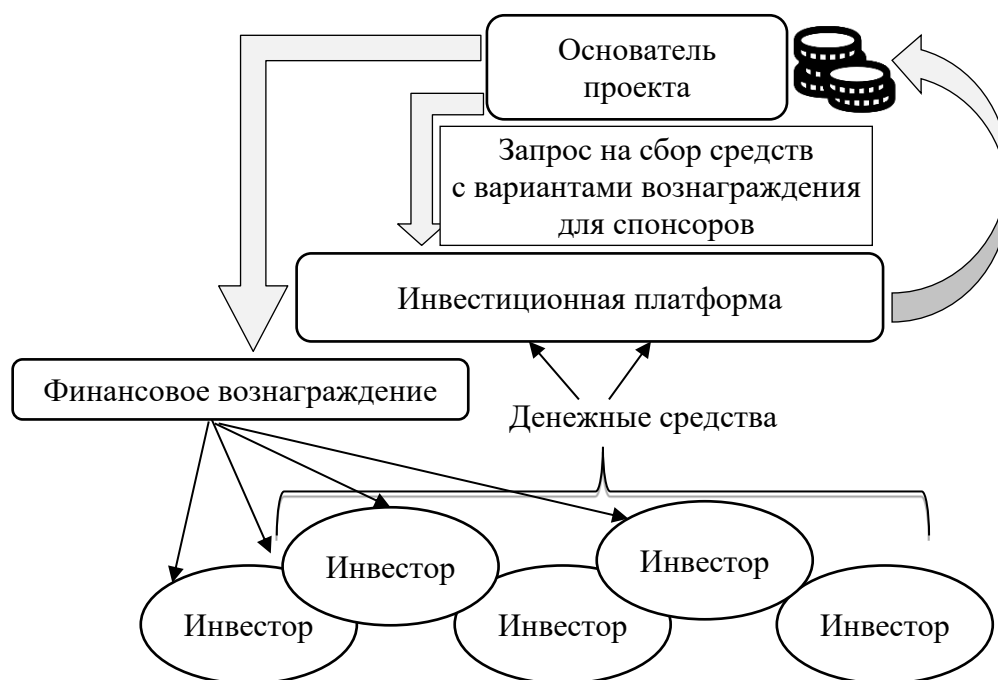 Основатель
проекта
Запрос на сбор средств
с вариантами вознаграждения
для спонсоров
Инвестиционная платформа
Финансовое вознаграждение
Денежные средства
Инвестор
Инвестор
Инвестор
Инвестор
Инвестор